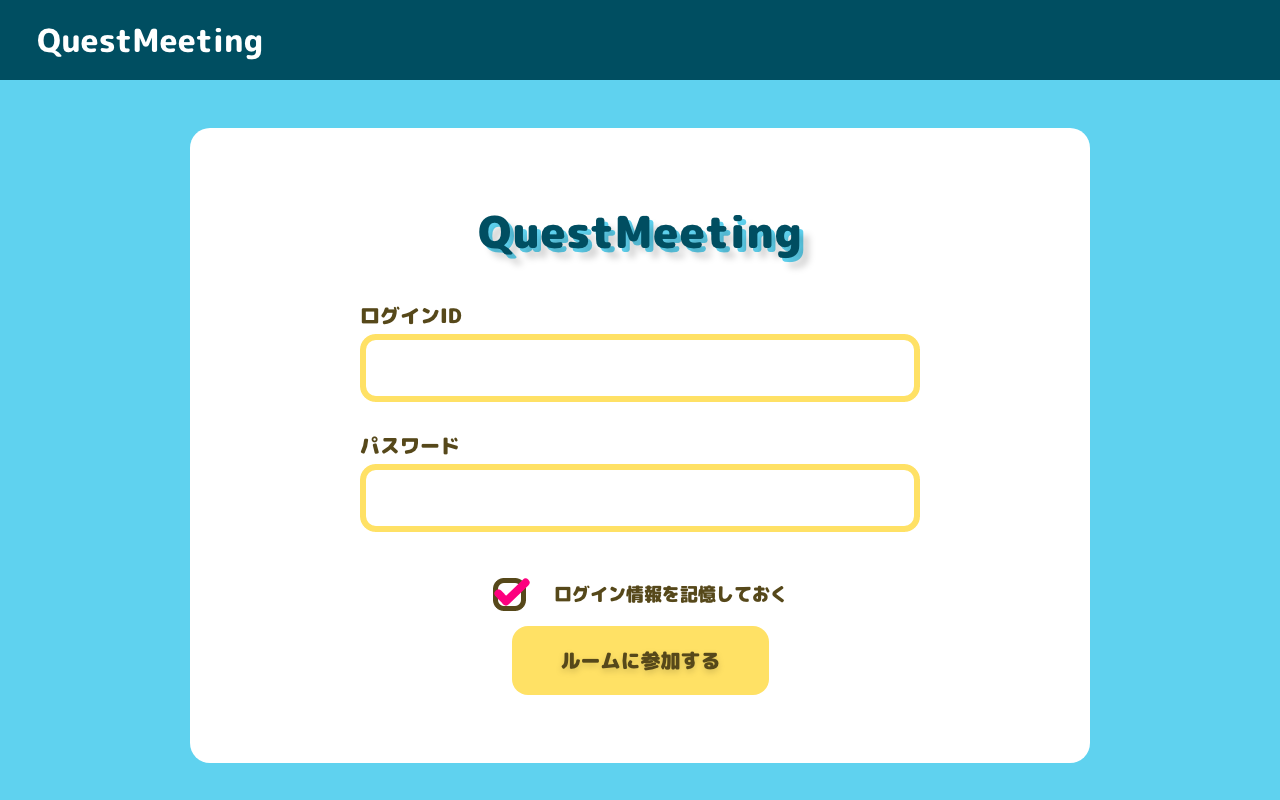 QuestMeeting
QuestMeeting
ログインID
パスワード
ログイン情報を記憶しておく
ルームに参加する